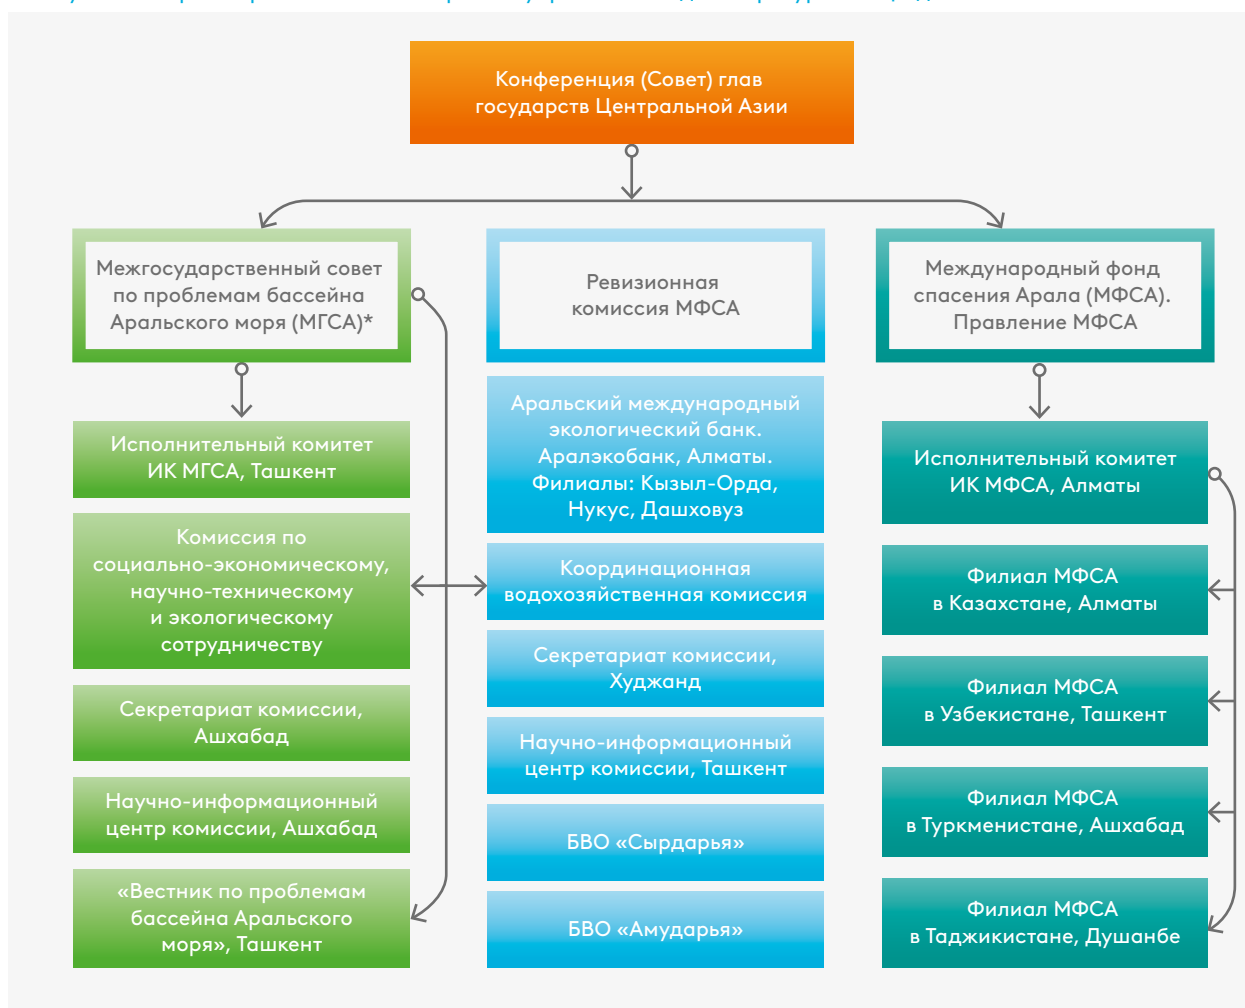 Конференция (Совет) глав
государств Центральной Азии
Межгосударственный совет
по проблемам бассейна
Аральского моря (МГСА)*
Ревизионная
комиссия МФСА
Международный фонд
спасения Арала (МФСА).
Правление МФСА
Исполнительный комитет
ИК МГСА, Ташкент
Комиссия по
социально-экономическому,
научно-техническому
и экологическому
сотрудничеству
Секретариат комиссии,
Ашхабад
Научно-информационный
центр комиссии, Ашхабад
«Вестник по проблемам
бассейна Аральского
моря», Ташкент
Аральский международный
экологический банк.
Аралэкобанк, Алматы.
Филиалы: Кызыл-Орда,
Нукус, Дашховуз
Координационная
водохозяйственная комиссия
Секретариат комиссии,
Худжанд
Научно-информационный
центр комиссии, Ташкент
БВО «Сырдарья»
БВО «Амударья»
Исполнительный комитет
ИК МФСА, Алматы
Филиал МФСА
в Казахстане, Алматы
Филиал МФСА
в Узбекистане, Ташкент
Филиал МФСА
в Туркменистане, Ашхабад
Филиал МФСА
в Таджикистане, Душанбе